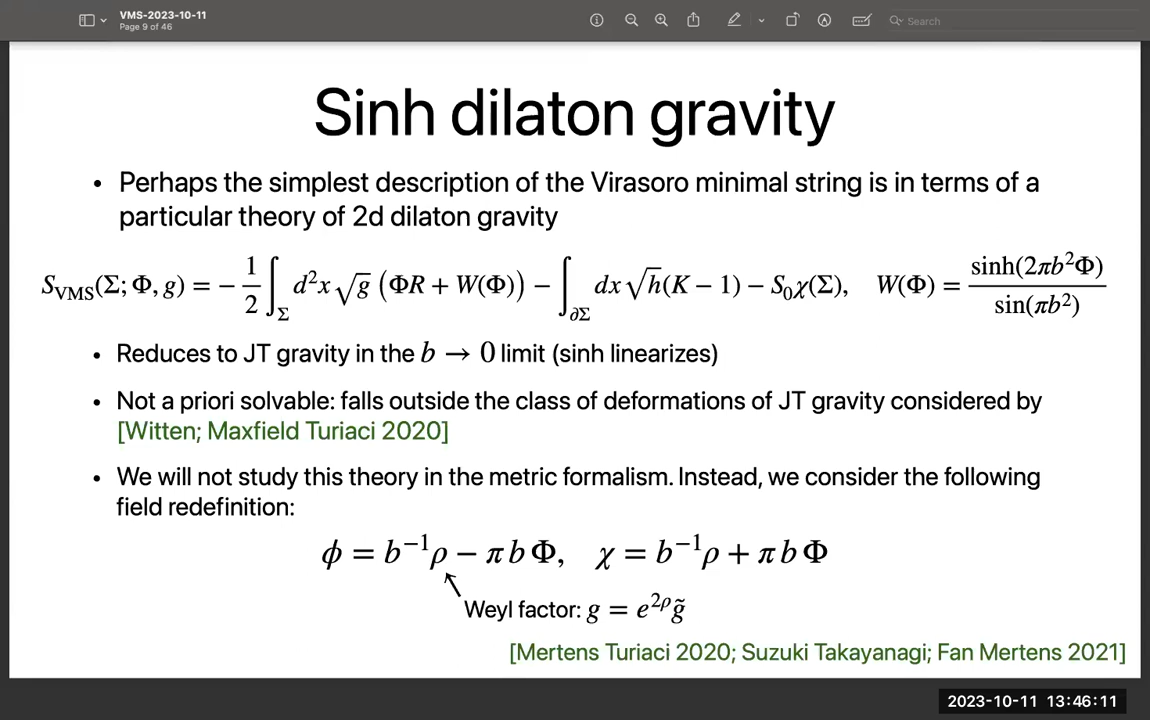 VMS-2023-10-11
Page 9 of 46
Search
Sinh dilaton gravity
• Perhaps the simplest description of the Virasoro minimal string is in terms of a
particular theory of 2d dilaton gravity
S_VMS(Σ; Φ, g) = −1/2 ∫_Σ d²x √g (ΦR + W(Φ)) − ∫_∂Σ dx √h(K − 1) − S₀χ(Σ), W(Φ) = sinh(2πb²Φ)/sin(πb²)
• Reduces to JT gravity in the b → 0 limit (sinh linearizes)
• Not a priori solvable: falls outside the class of deformations of JT gravity considered by
[Witten; Maxfield Turiaci 2020]
• We will not study this theory in the metric formalism. Instead, we consider the following
field redefinition:
ϕ = b⁻¹ρ − π b Φ, χ = b⁻¹ρ + π b Φ
Weyl factor: g = e^{2ρ} g̃
[Mertens Turiaci 2020; Suzuki Takayanagi; Fan Mertens 2021]
2023-10-11 13:46:11